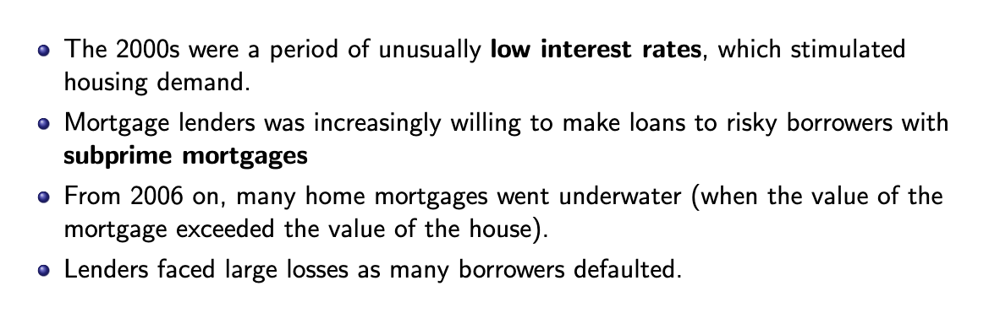 The 2000s were a period of unusually low interest rates, which stimulated
housing demand.
Mortgage lenders was increasingly willing to make loans to risky borrowers with
subprime mortgages
From 2006 on, many home mortgages went underwater (when the value of the
mortgage exceeded the value of the house).
Lenders faced large losses as many borrowers defaulted.